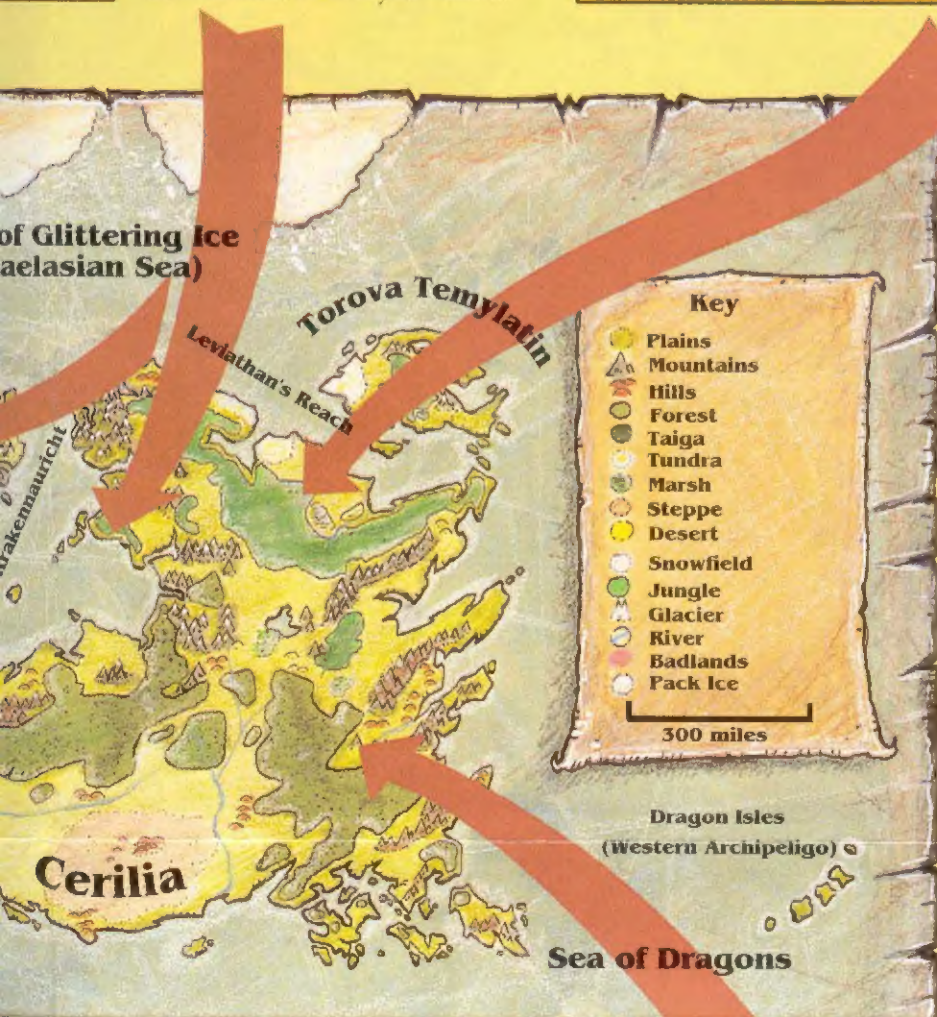 of Glittering Ice
aelasian Sea)
Torova Temylatin
Leviathan's Reach
rakennauricht
Key
Plains
Mountains
Hills
Forest
Taiga
Tundra
Marsh
Steppe
Desert
Snowfield
Jungle
Glacier
River
Badlands
Pack Ice
300 miles
Dragon Isles
(Western Archipeligo)
Cerilia
Sea of Dragons